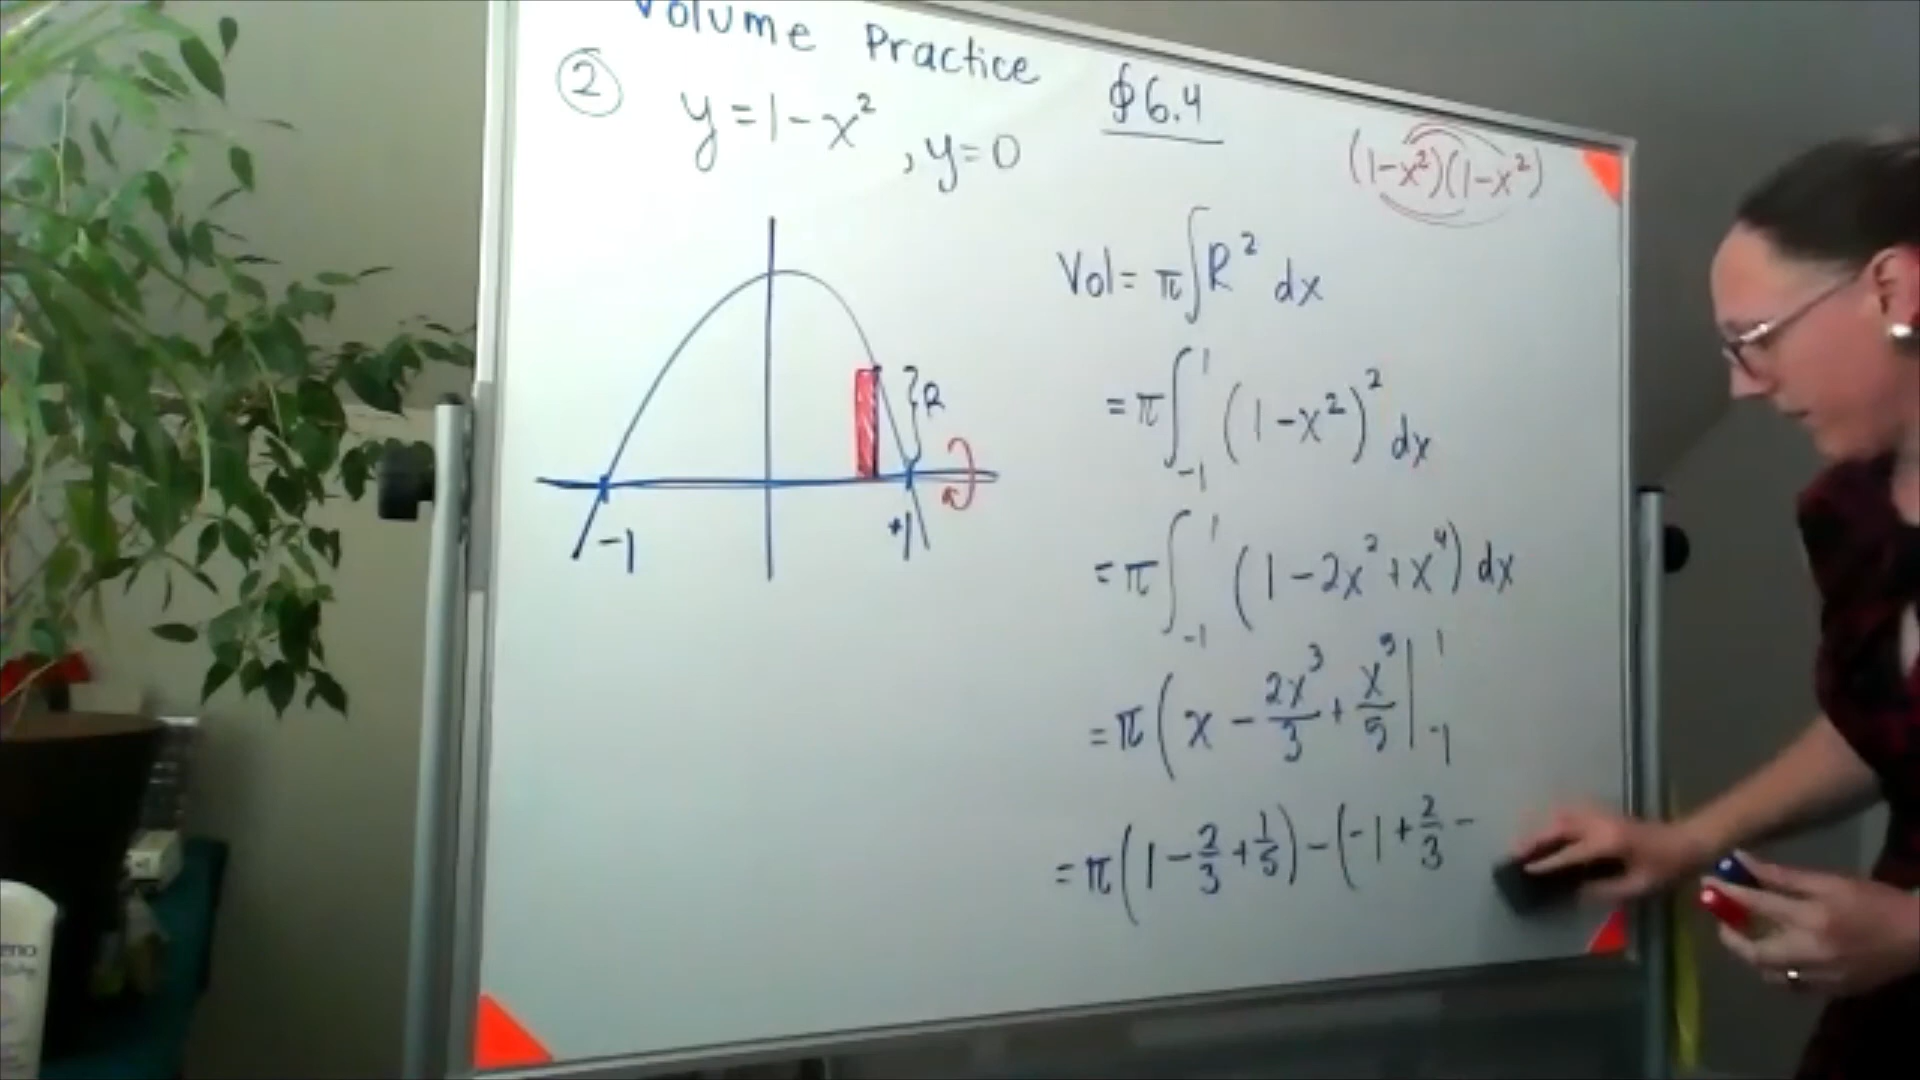 Volume Practice §6.4
② y=1-x², y=0
(1-x²)(1-x²)
R
-1
+1
Vol = π∫R² dx
= π∫₋₁¹ (1-x²)² dx
= π∫₋₁¹ (1-2x²+x⁴) dx
= π(x - 2x³/3 + x⁵/5 |₋₁¹
= π(1 - 2/3 + 1/5) - (-1 + 2/3 -